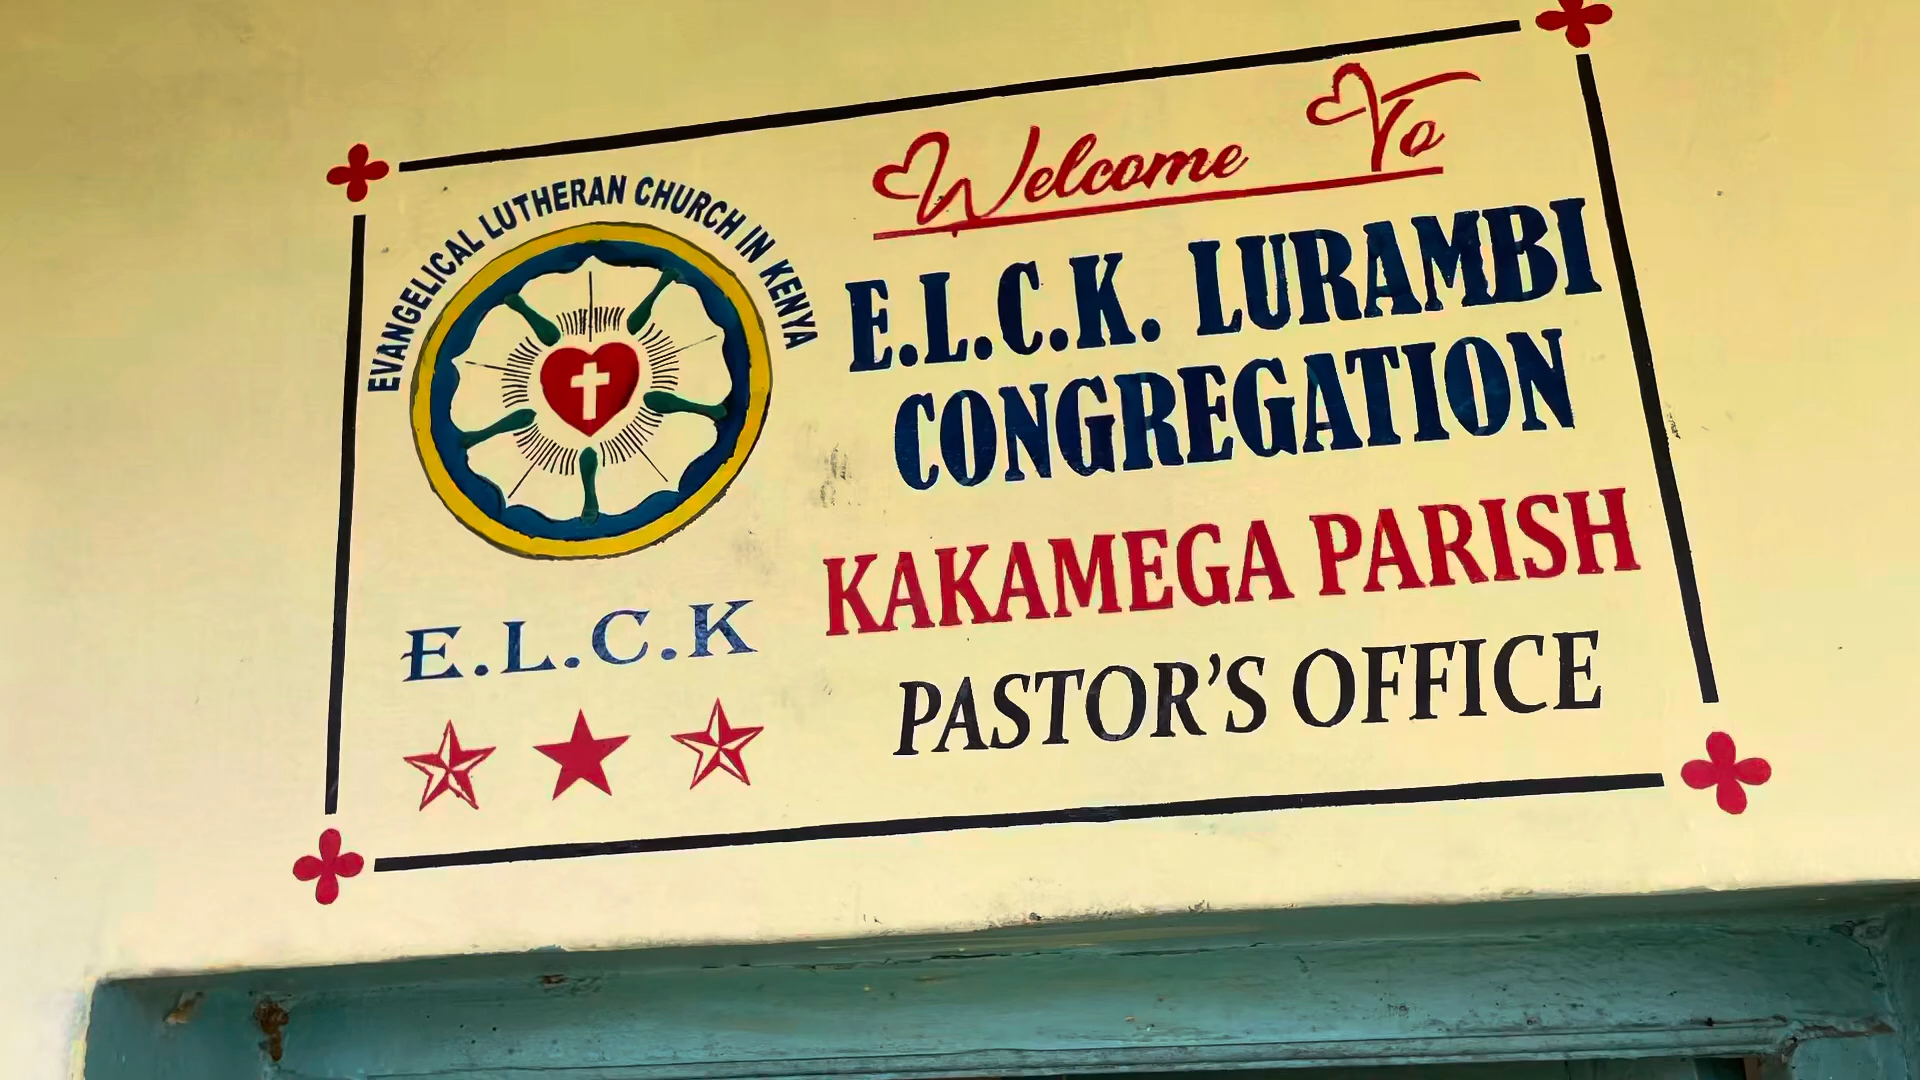 EVANGELICAL LUTHERAN CHURCH IN KENYA
E.L.C.K
Welcome To
E.L.C.K. LURAMBI
CONGREGATION
KAKAMEGA PARISH
PASTOR'S OFFICE